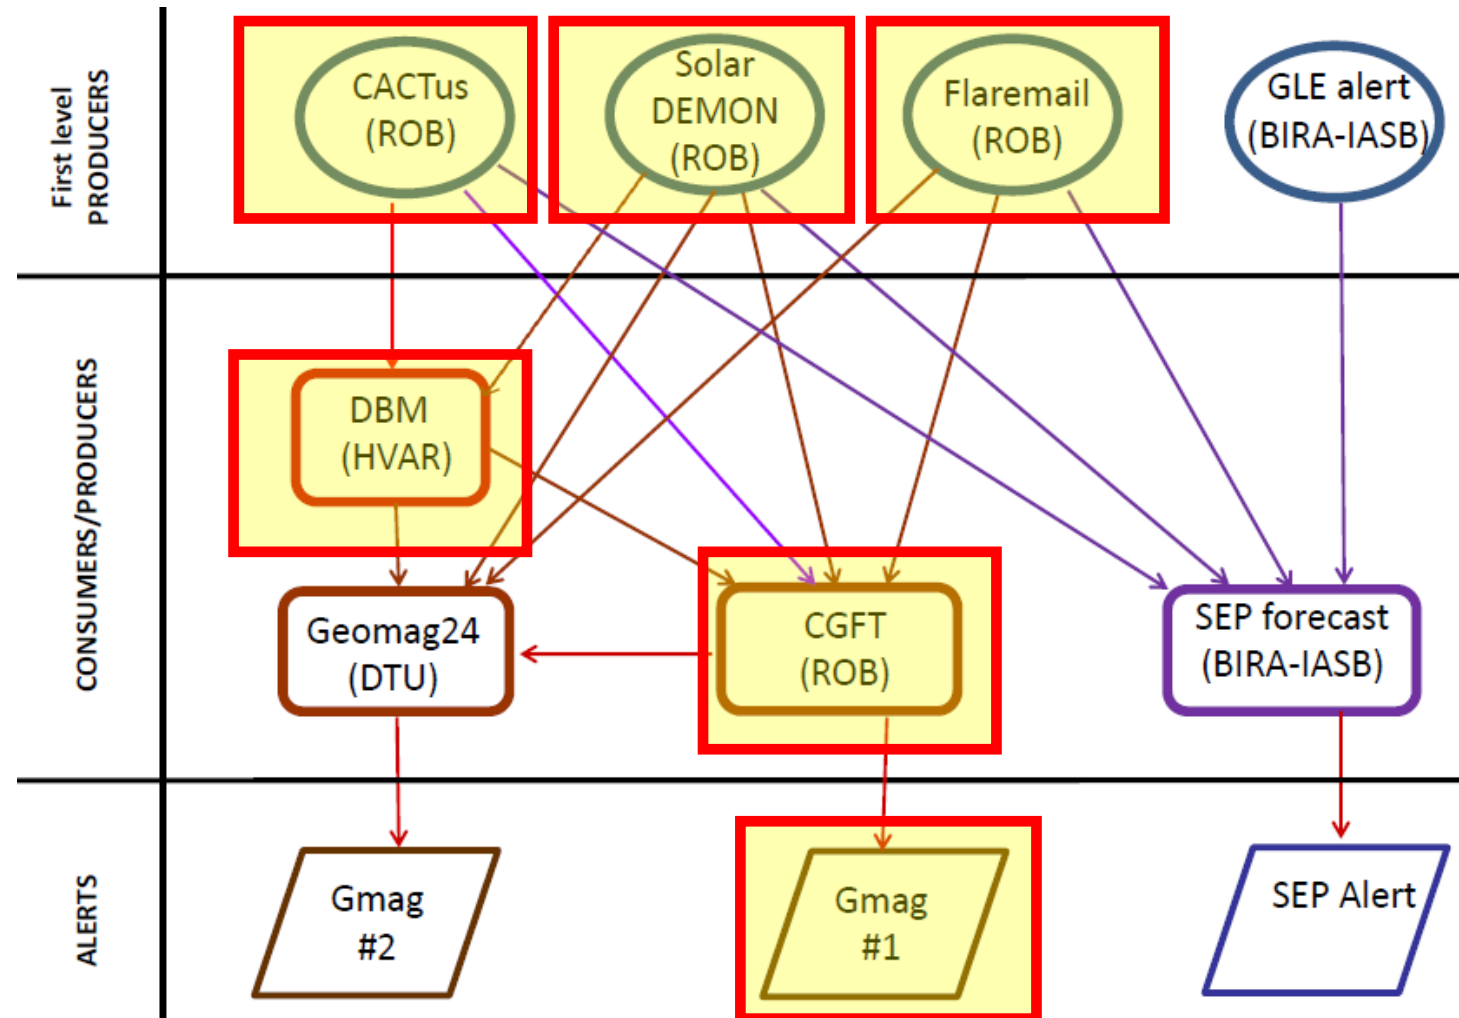 First level
PRODUCERS
CACTus
(ROB)
Solar
DEMON
(ROB)
Flaremail
(ROB)
GLE alert
(BIRA-IASB)
CONSUMERS/PRODUCERS
DBM
(HVAR)
Geomag24
(DTU)
CGFT
(ROB)
SEP forecast
(BIRA-IASB)
ALERTS
Gmag
#2
Gmag
#1
SEP Alert